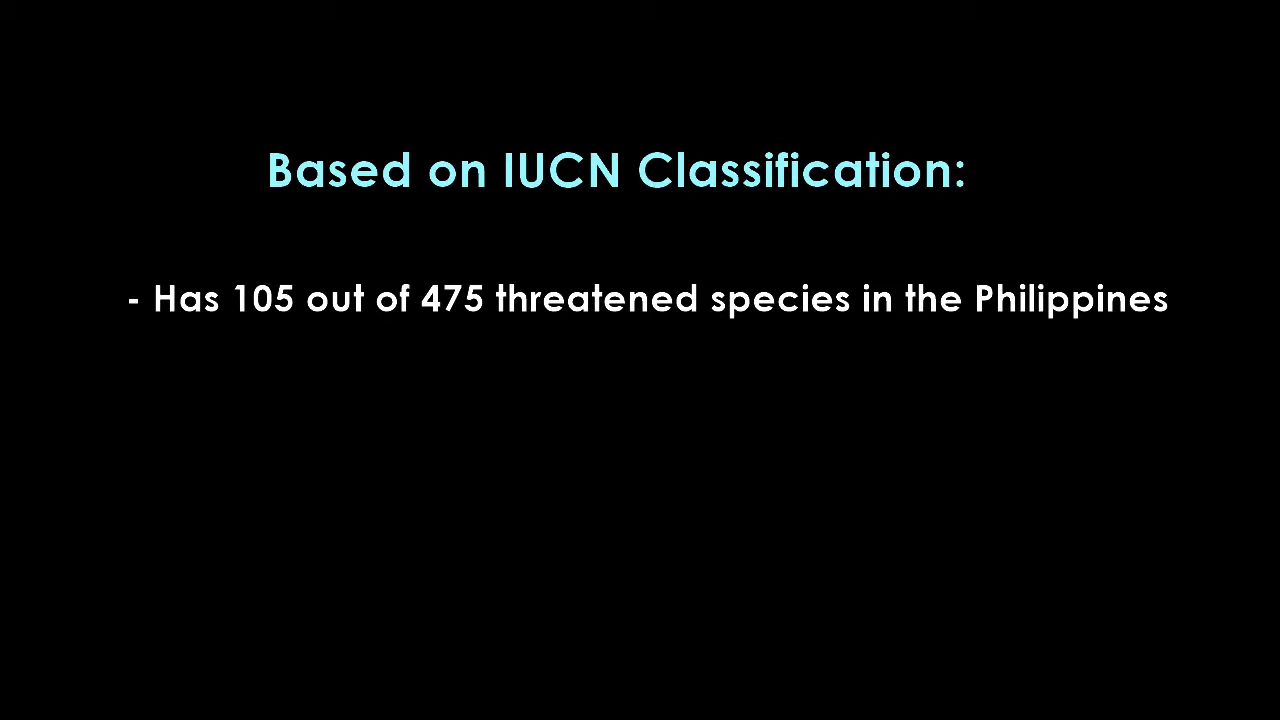 Based on IUCN Classification:
- Has 105 out of 475 threatened species in the Philippines